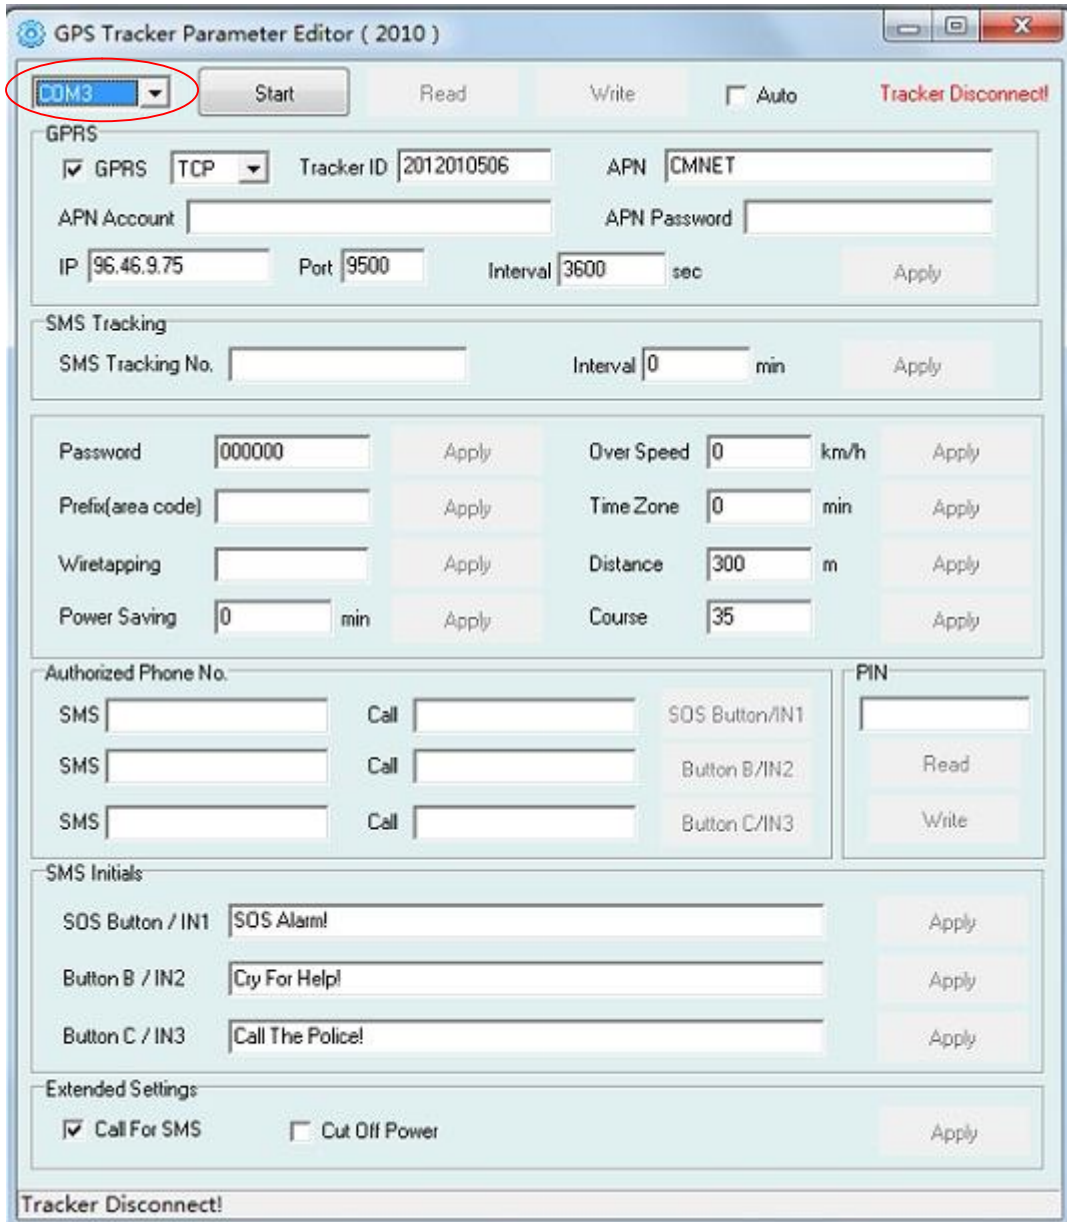 GPS Tracker Parameter Editor ( 2010 )
COM3 Start Read Write Auto Tracker Disconnect!
GPRS
GPRS TCP Tracker ID 2012010506 APN CMNET
APN Account APN Password
IP 96.46.9.75 Port 9500 Interval 3600 sec Apply
SMS Tracking
SMS Tracking No. Interval 0 min Apply
Password 000000 Apply Over Speed 0 km/h Apply
Prefix(area code) Apply Time Zone 0 min Apply
Wiretapping Apply Distance 300 m Apply
Power Saving 0 min Apply Course 35 Apply
Authorized Phone No. PIN
SMS Call SOS Button/IN1
SMS Call Button B/IN2 Read
SMS Call Button C/IN3 Write
SMS Initials
SOS Button / IN1 SOS Alarm! Apply
Button B / IN2 Cry For Help! Apply
Button C / IN3 Call The Police! Apply
Extended Settings
Call For SMS Cut Off Power Apply
Tracker Disconnect!